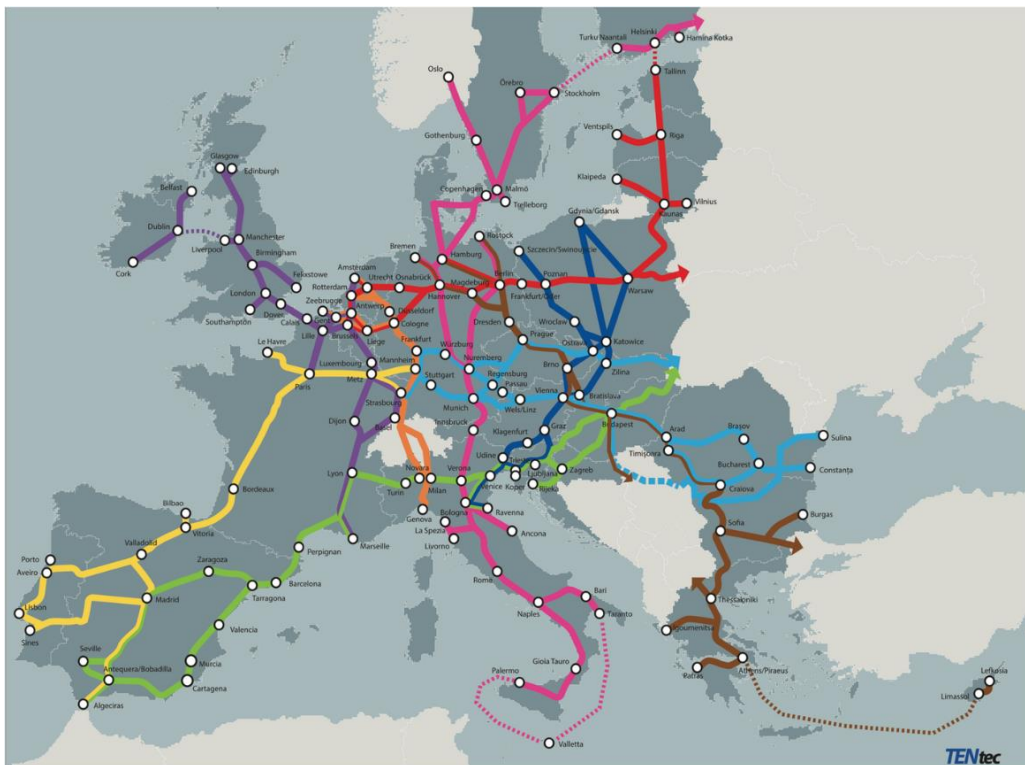 Turku Naantali
Helsinki
Hamina Kotka
Oslo
Örebro
Stockholm
Tallinn
Gothenburg
Ventspils
Riga
Glasgow
Edinburgh
Belfast
Klaipeda
Copenhagen
Malmö
Trelleborg
Vilnius
Kaunas
Gdynia/Gdansk
Dublin
Liverpool
Manchester
Bremen
Rostock
Szczecin/Swinoujscie
Cork
Birmingham
Hamburg
Felixstowe
Amsterdam
Utrecht
Osnabrück
Magdeburg
Berlin
Poznan
Warsaw
London
Rotterdam
Hannover
Frankfurt/Oder
Zeebrugge
Antwerp
Düsseldorf
Southampton
Dover
Calais
Cologne
Dresden
Wroclaw
Brussels
Lille
Liège
Prague
Ostrava
Katowice
Le Havre
Frankfurt
Würzburg
Luxembourg
Mannheim
Nuremberg
Brno
Zilina
Paris
Metz
Stuttgart
Regensburg
Passau
Vienna
Bratislava
Strasbourg
Munich
Wels/Linz
Dijon
Basel
Innsbruck
Klagenfurt
Graz
Budapest
Arad
Braşov
Sulina
Udine
Timişoara
Lyon
Novara
Verona
Ljubljana
Zagreb
Bucharest
Constanţa
Turin
Milan
Venice
Koper
Rijeka
Craiova
Bordeaux
Genova
Bologna
Ravenna
Bilbao
La Spezia
Sofia
Burgas
Vitoria
Marseille
Livorno
Ancona
Porto
Valladolid
Perpignan
Aveiro
Zaragoza
Rome
Barcelona
Madrid
Tarragona
Bari
Thessaloniki
Lisbon
Naples
Taranto
Sines
Valencia
Igoumenitsa
Seville
Murcia
Gioia Tauro
Antequera/Bobadilla
Palermo
Patras
Athens/Piraeus
Lefkosia
Cartagena
Limassol
Algeciras
Valletta
TENtec